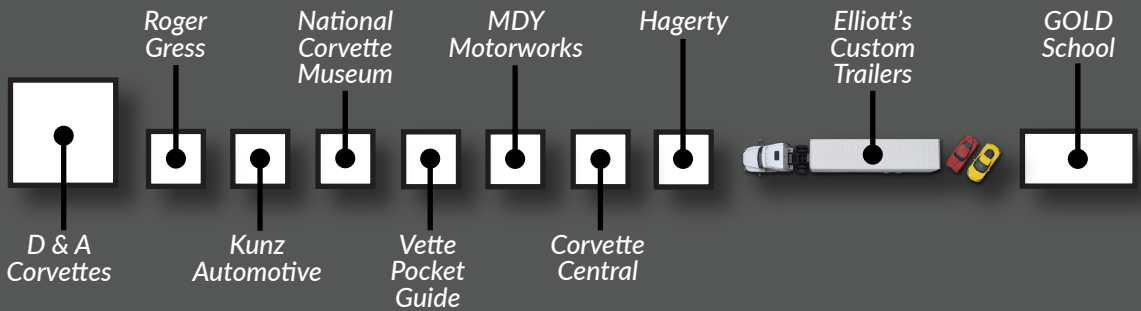 Roger
Gress
National
Corvette
Museum
MDY
Motorworks
Hagerty
Elliott's
Custom
Trailers
GOLD
School
D & A
Corvettes
Kunz
Automotive
Vette
Pocket
Guide
Corvette
Central